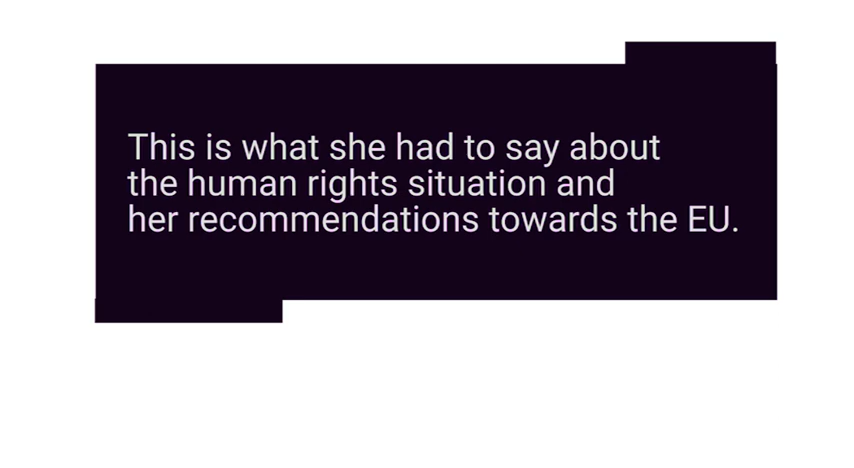 This is what she had to say about
the human rights situation and
her recommendations towards the EU.